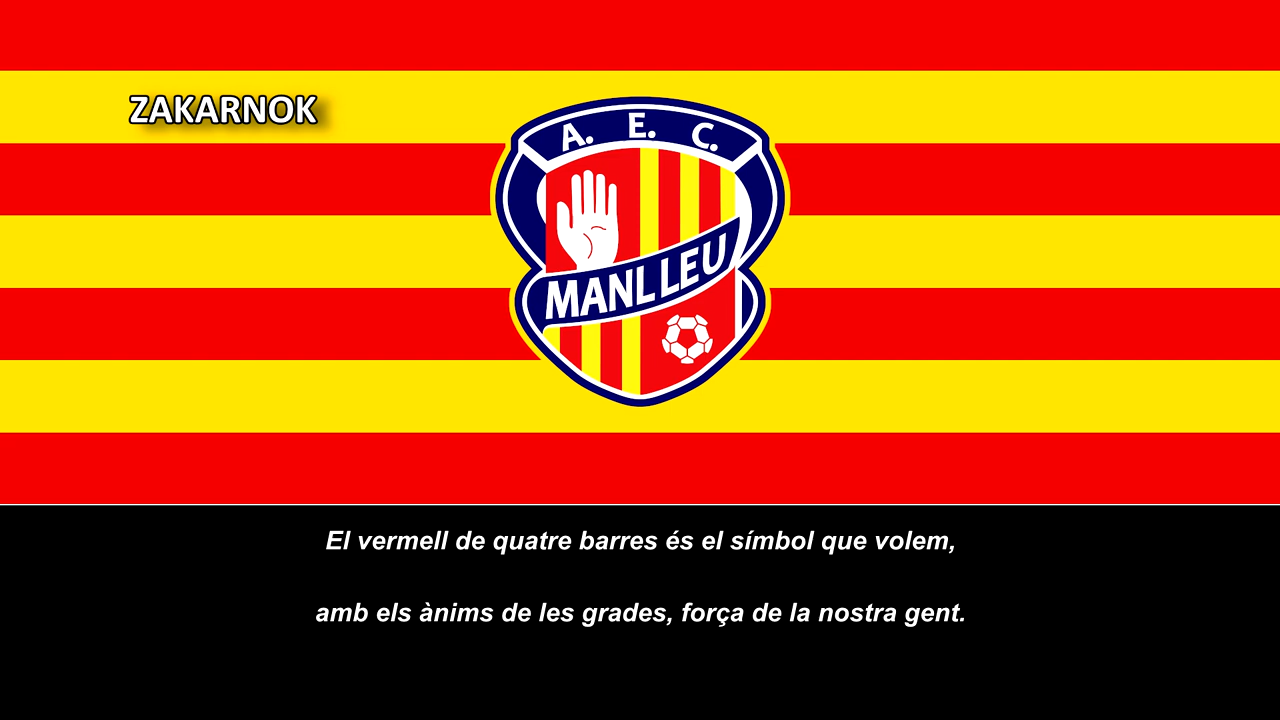 ZAKARNOK
A. E. C.
MANLLEU
El vermell de quatre barres és el símbol que volem,
amb els ànims de les grades, força de la nostra gent.